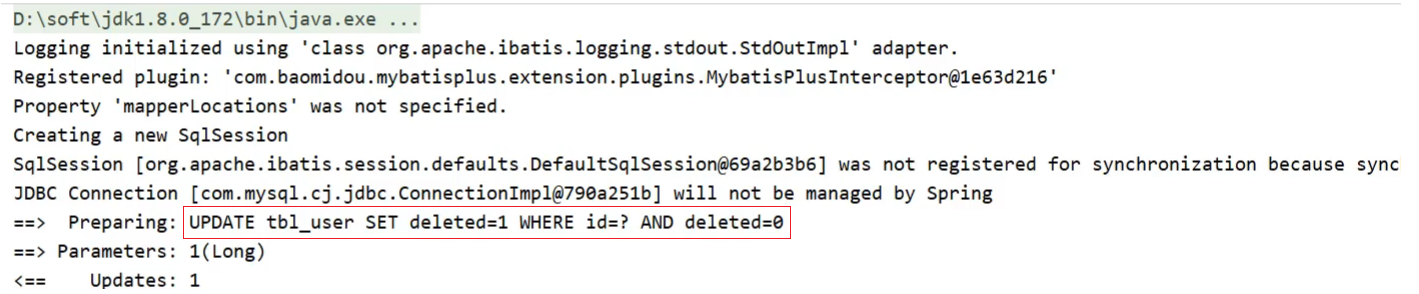 D:\soft\jdk1.8.0_172\bin\java.exe ...
Logging initialized using 'class org.apache.ibatis.logging.stdout.StdOutImpl' adapter.
Registered plugin: 'com.baomidou.mybatisplus.extension.plugins.MybatisPlusInterceptor@1e63d216'
Property 'mapperLocations' was not specified.
Creating a new SqlSession
SqlSession [org.apache.ibatis.session.defaults.DefaultSqlSession@69a2b3b6] was not registered for synchronization because sync
JDBC Connection [com.mysql.cj.jdbc.ConnectionImpl@790a251b] will not be managed by Spring
==>  Preparing: UPDATE tbl_user SET deleted=1 WHERE id=? AND deleted=0
==> Parameters: 1(Long)
<==    Updates: 1